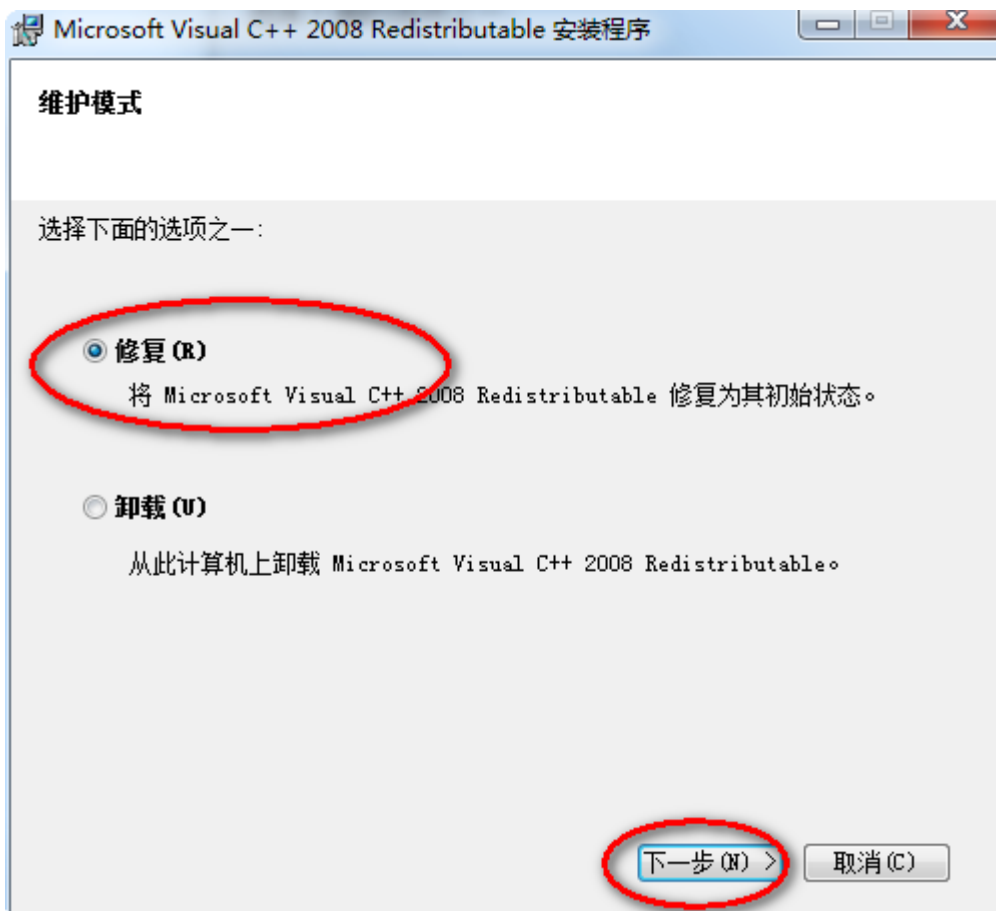 Microsoft Visual C++ 2008 Redistributable 安装程序
维护模式
选择下面的选项之一:
修复(R)
将 Microsoft Visual C++ 2008 Redistributable 修复为其初始状态。
卸载(U)
从此计算机上卸载 Microsoft Visual C++ 2008 Redistributable。
下一步(N) >
取消(C)